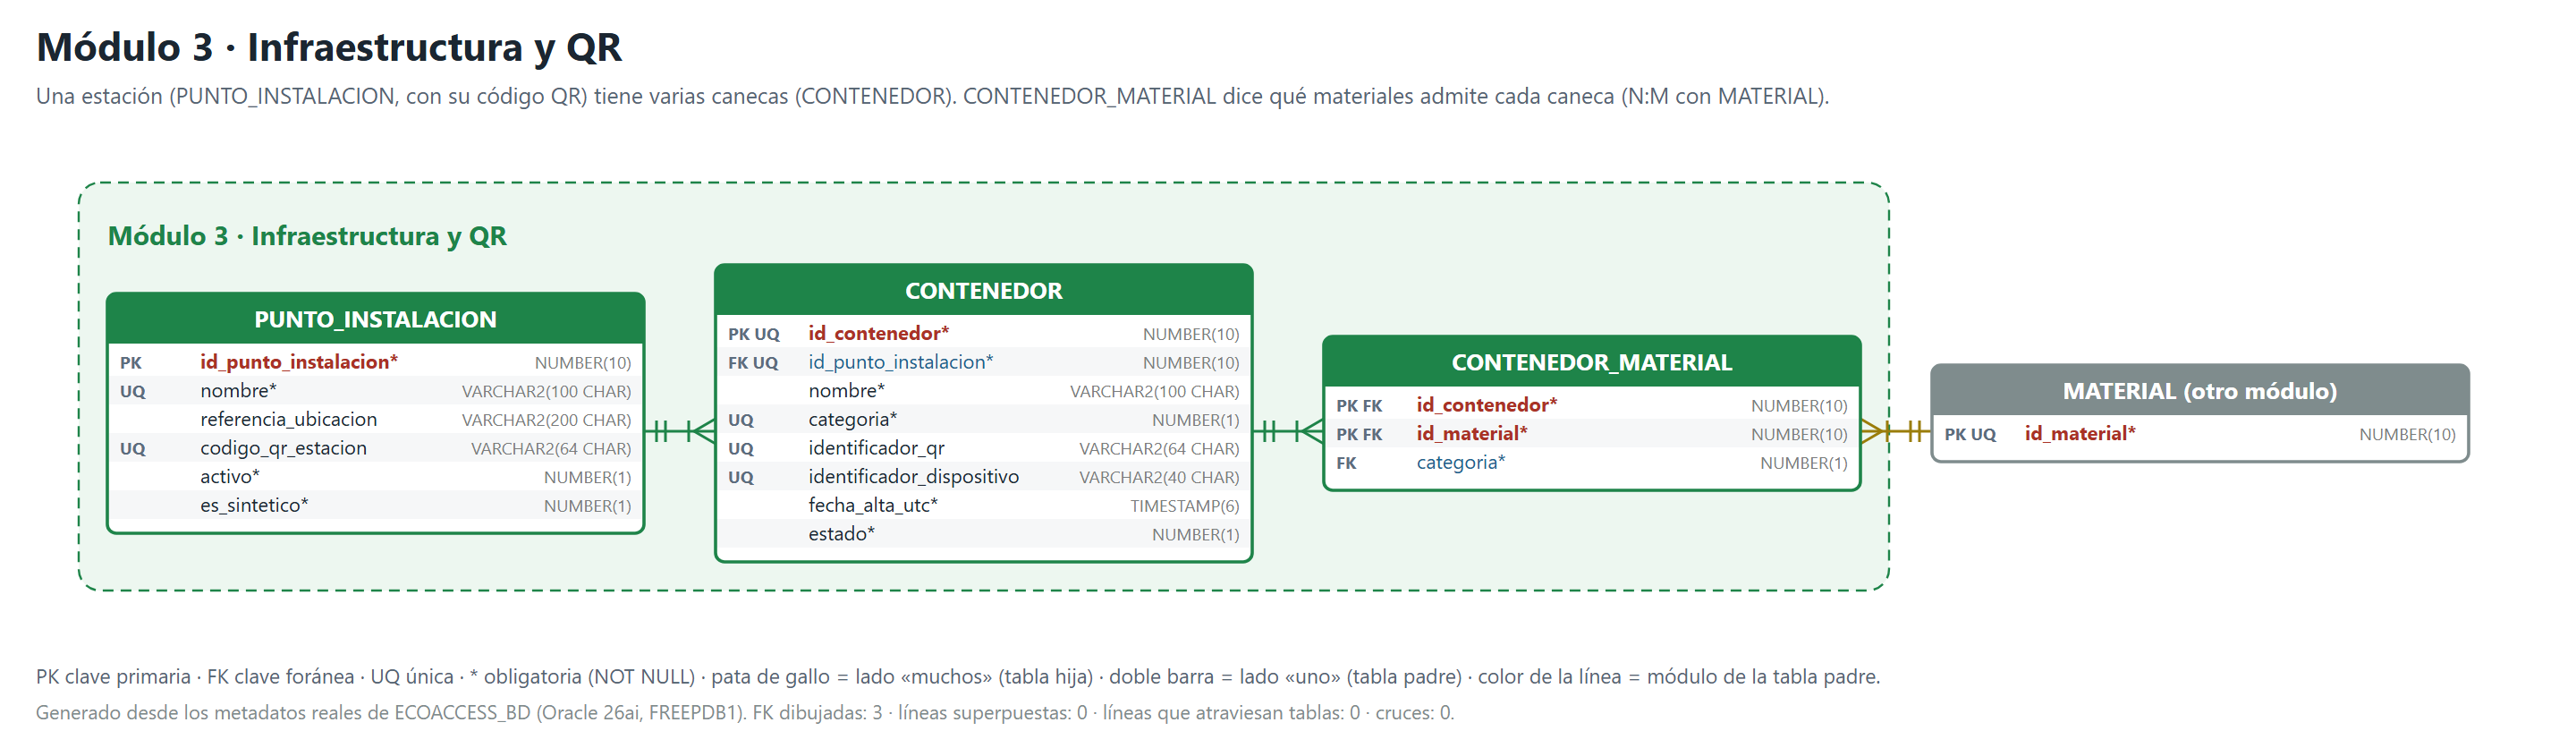 Módulo 3 · Infraestructura y QR
Una estación (PUNTO_INSTALACION, con su código QR) tiene varias canecas (CONTENEDOR). CONTENEDOR_MATERIAL dice qué materiales admite cada caneca (N:M con MATERIAL).
Módulo 3 · Infraestructura y QR
PUNTO_INSTALACION
PK id_punto_instalacion* NUMBER(10)
UQ nombre* VARCHAR2(100 CHAR)
referencia_ubicacion VARCHAR2(200 CHAR)
UQ codigo_qr_estacion VARCHAR2(64 CHAR)
activo* NUMBER(1)
es_sintetico* NUMBER(1)
CONTENEDOR
PK UQ id_contenedor* NUMBER(10)
FK UQ id_punto_instalacion* NUMBER(10)
nombre* VARCHAR2(100 CHAR)
UQ categoria* NUMBER(1)
UQ identificador_qr VARCHAR2(64 CHAR)
UQ identificador_dispositivo VARCHAR2(40 CHAR)
fecha_alta_utc* TIMESTAMP(6)
estado* NUMBER(1)
CONTENEDOR_MATERIAL
PK FK id_contenedor* NUMBER(10)
PK FK id_material* NUMBER(10)
FK categoria* NUMBER(1)
MATERIAL (otro módulo)
PK UQ id_material* NUMBER(10)
PK clave primaria · FK clave foránea · UQ única · * obligatoria (NOT NULL) · pata de gallo = lado «muchos» (tabla hija) · doble barra = lado «uno» (tabla padre) · color de la línea = módulo de la tabla padre.
Generado desde los metadatos reales de ECOACCESS_BD (Oracle 26ai, FREEPDB1). FK dibujadas: 3 · líneas superpuestas: 0 · líneas que atraviesan tablas: 0 · cruces: 0.